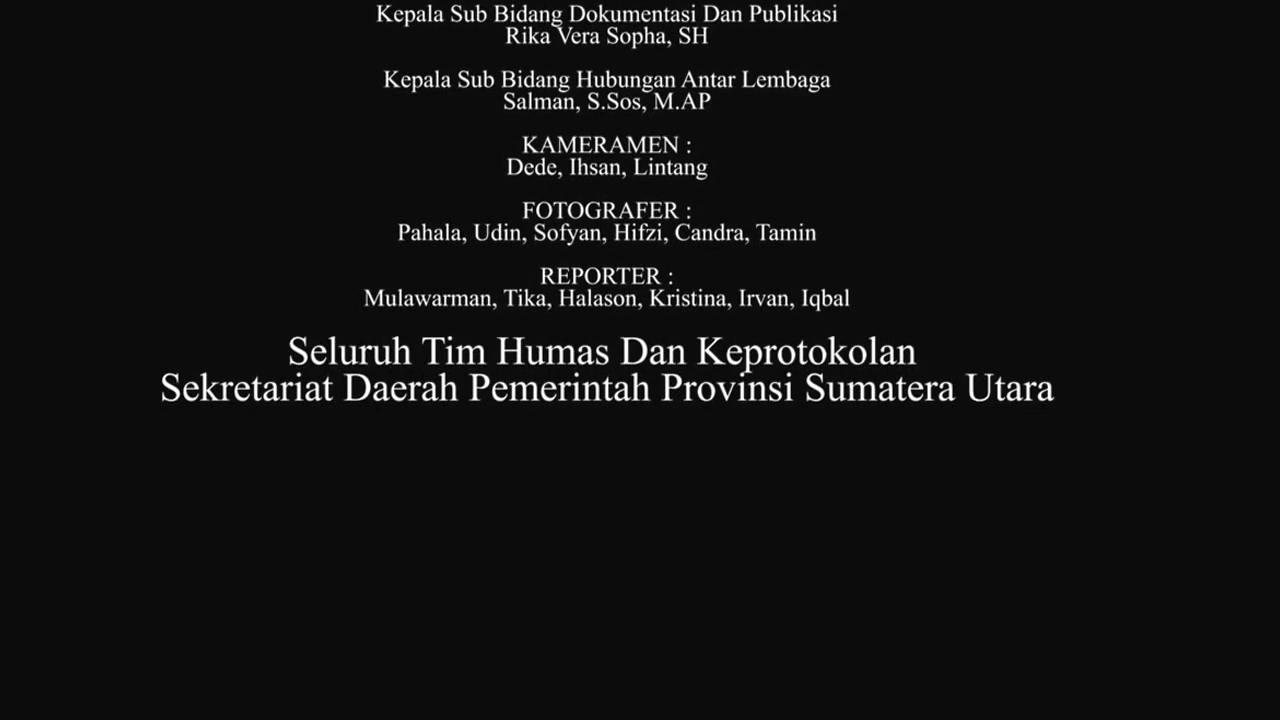 Kepala Sub Bidang Dokumentasi Dan Publikasi
Rika Vera Sopha, SH
Kepala Sub Bidang Hubungan Antar Lembaga
Salman, S.Sos, M.AP
KAMERAMEN :
Dede, Ihsan, Lintang
FOTOGRAFER :
Pahala, Udin, Sofyan, Hifzi, Candra, Tamin
REPORTER :
Mulawarman, Tika, Halason, Kristina, Irvan, Iqbal
Seluruh Tim Humas Dan Keprotokolan
Sekretariat Daerah Pemerintah Provinsi Sumatera Utara